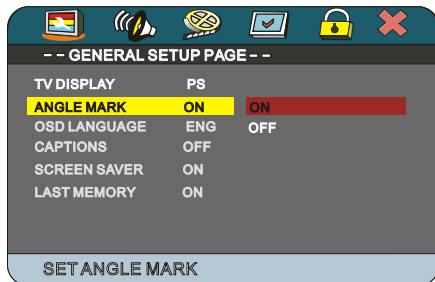 -- GENERAL SETUP PAGE --
TV DISPLAY PS
ANGLE MARK ON ON
OSD LANGUAGE ENG OFF
CAPTIONS OFF
SCREEN SAVER ON
LAST MEMORY ON
SET ANGLE MARK